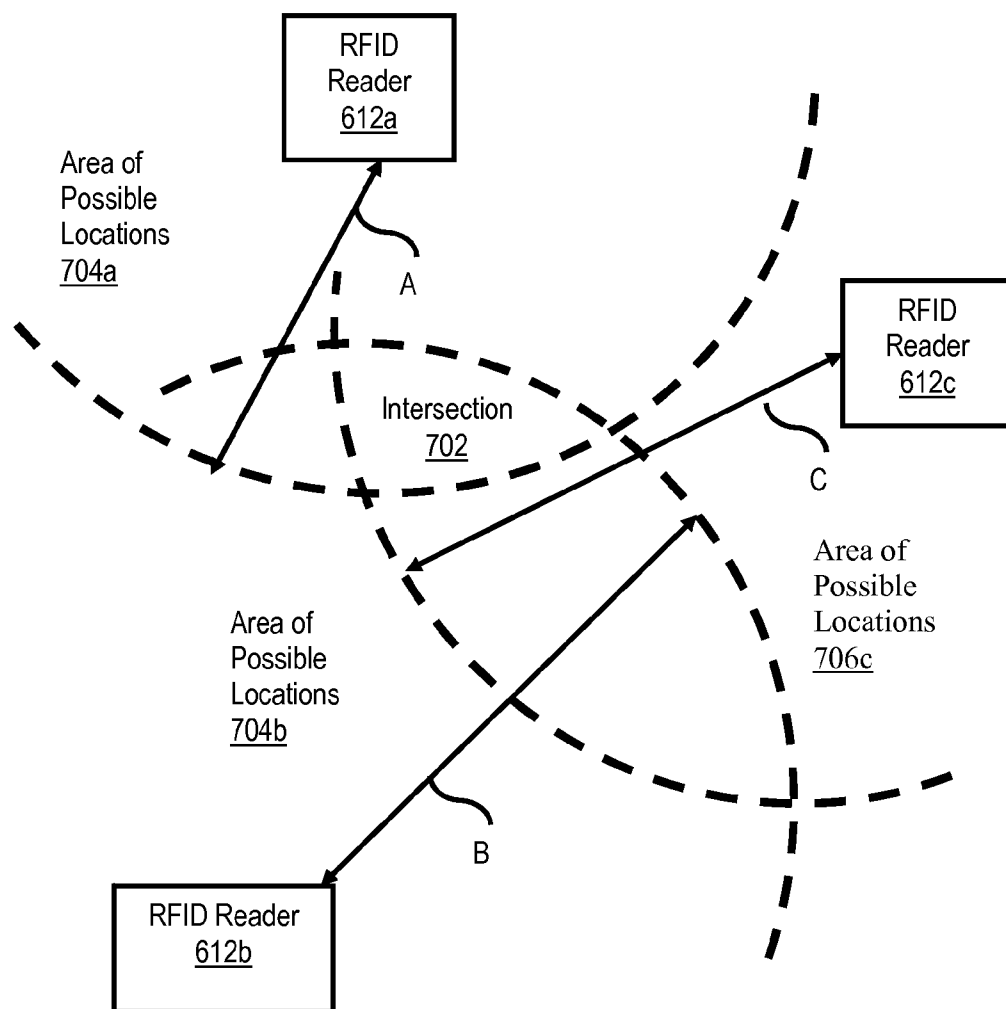 RFID
Reader
612a
Area of
Possible
Locations
704a
A
RFID
Reader
612c
Intersection
702
C
Area of
Possible
Locations
706c
Area of
Possible
Locations
704b
B
RFID Reader
612b